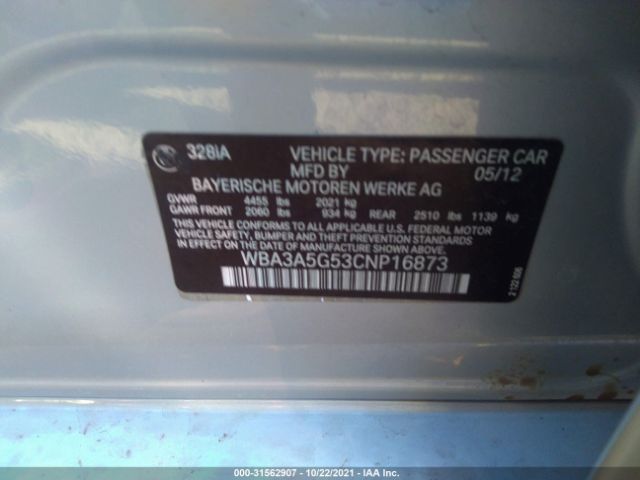 328IA VEHICLE TYPE: PASSENGER CAR
MFD BY 05/12
BAYERISCHE MOTOREN WERKE AG
GVWR 4455 lbs 2021 kg
GAWR FRONT 2060 lbs 934 kg REAR 2510 lbs 1139 kg
THIS VEHICLE CONFORMS TO ALL APPLICABLE U.S. FEDERAL MOTOR
VEHICLE SAFETY, BUMPER, AND THEFT PREVENTION STANDARDS
IN EFFECT ON THE DATE OF MANUFACTURE SHOWN ABOVE.
WBA3A5G53CNP16873
2 122 606
000-31562907 - 10/22/2021 - IAA Inc.